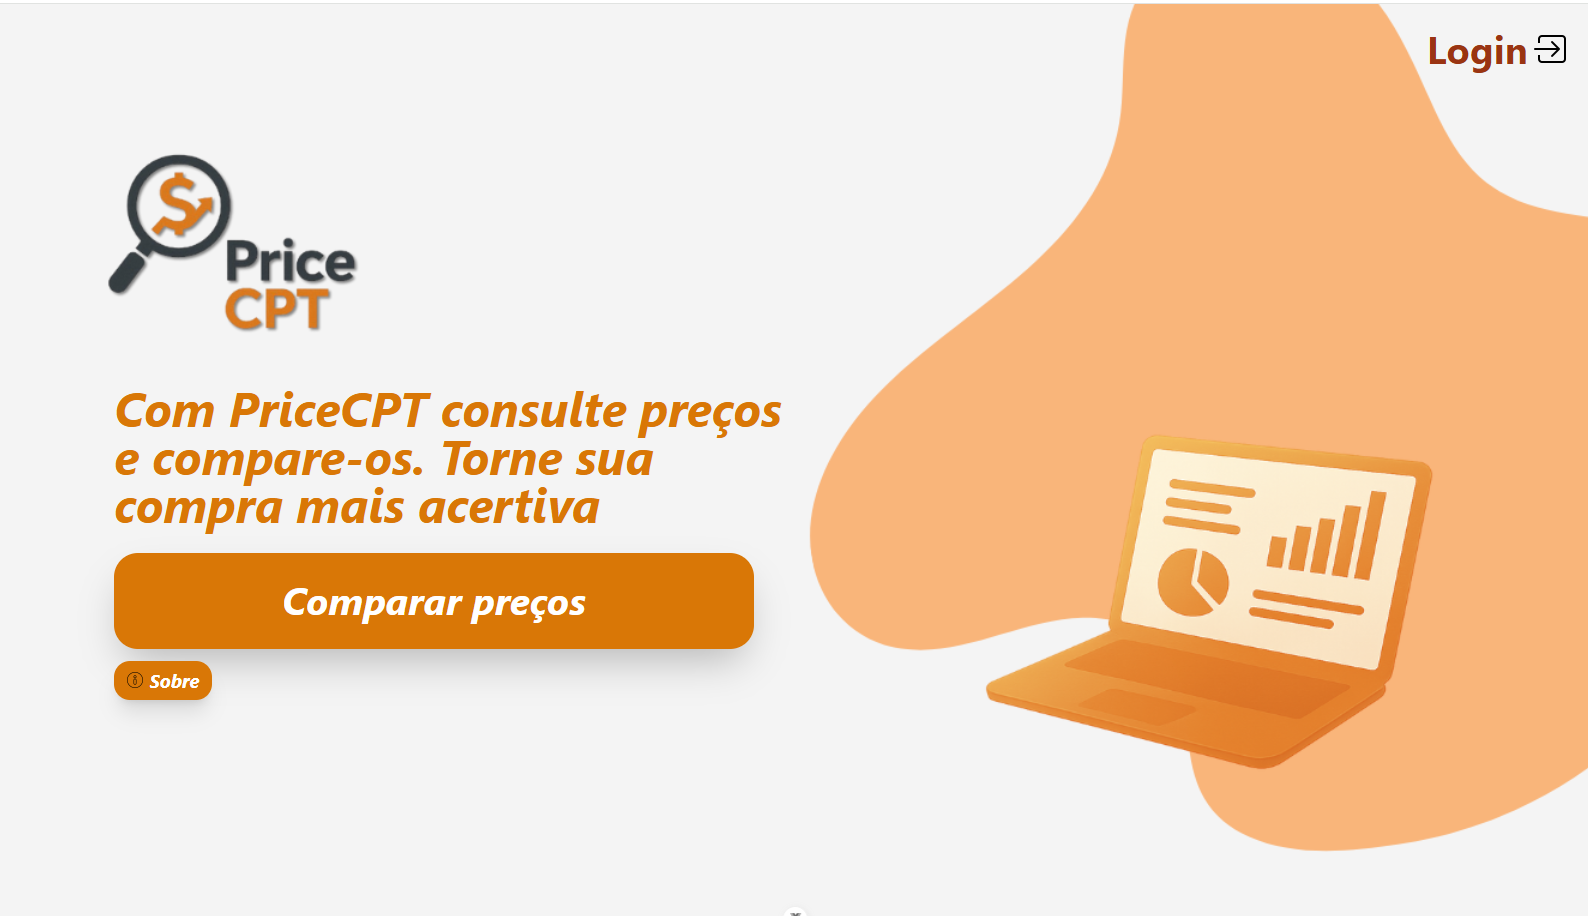 Login
Price
CPT
Com PriceCPT consulte preços
e compare-os. Torne sua
compra mais acertiva
Comparar preços
Sobre